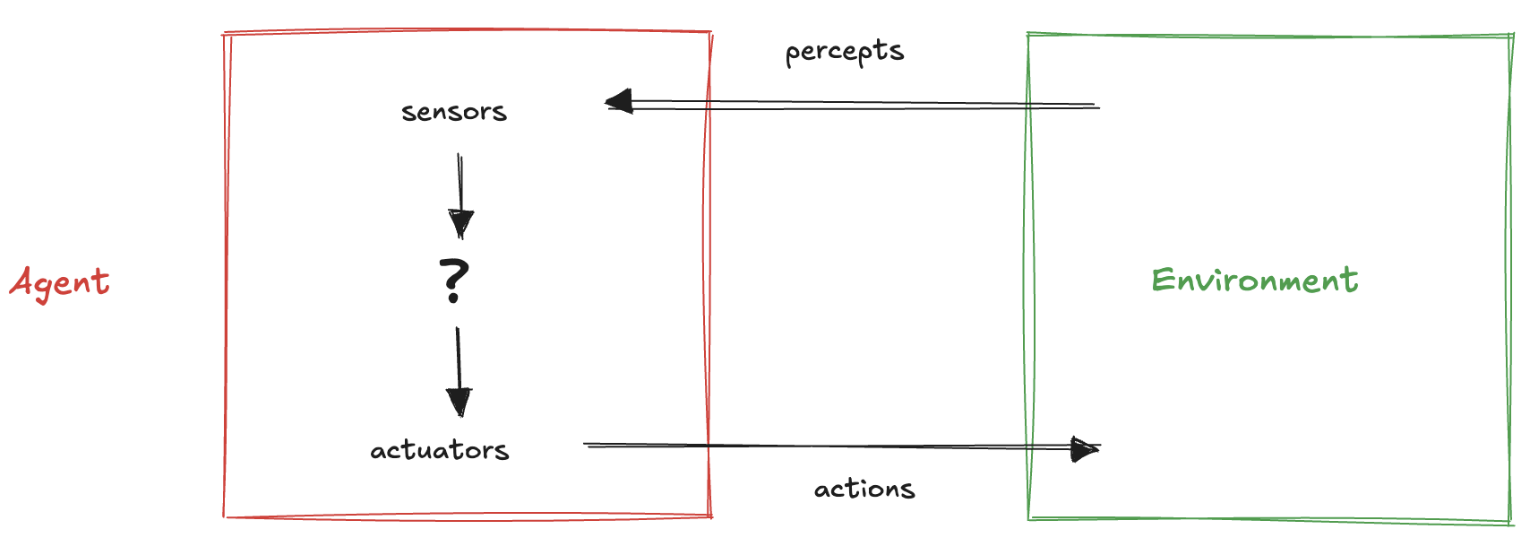 percepts
sensors
?
Agent
Environment
actuators
actions